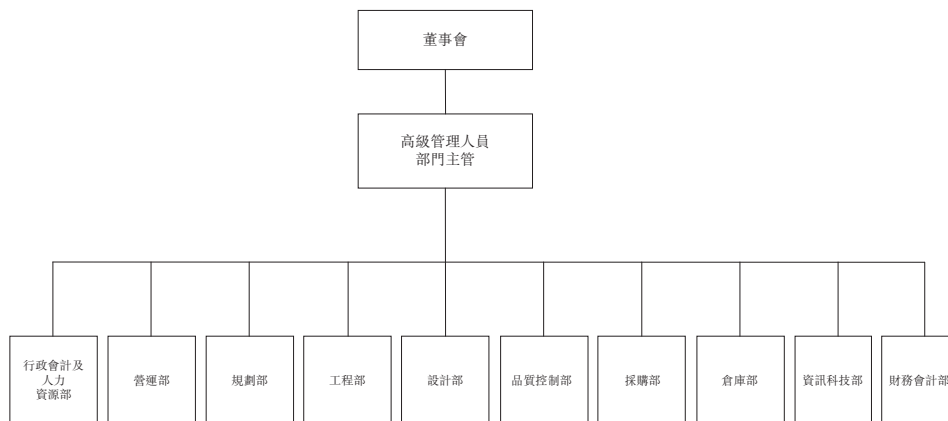 董事會
高級管理人員
部門主管
行政會計及
人力
資源部
營運部
規劃部
工程部
設計部
品質控制部
採購部
倉庫部
資訊科技部
財務會計部